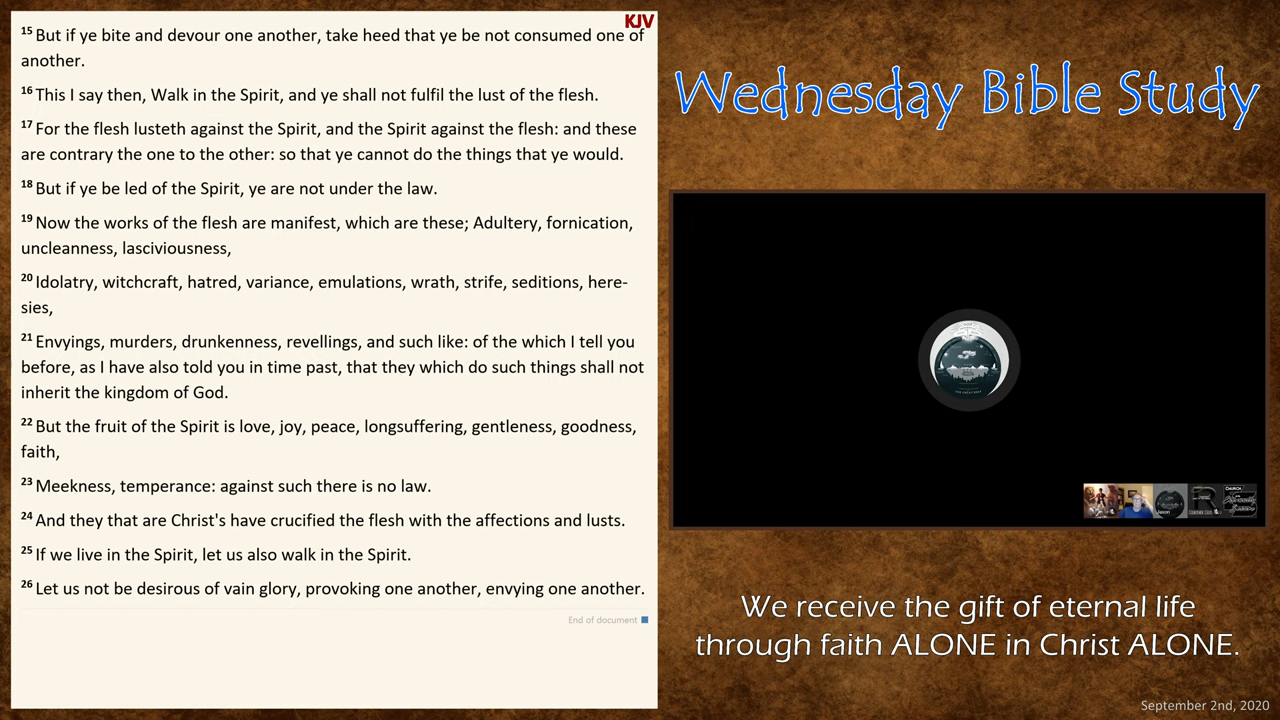 KJV
15 But if ye bite and devour one another, take heed that ye be not consumed one of
another.
16 This I say then, Walk in the Spirit, and ye shall not fulfil the lust of the flesh.
17 For the flesh lusteth against the Spirit, and the Spirit against the flesh: and these
are contrary the one to the other: so that ye cannot do the things that ye would.
18 But if ye be led of the Spirit, ye are not under the law.
19 Now the works of the flesh are manifest, which are these; Adultery, fornication,
uncleanness, lasciviousness,
20 Idolatry, witchcraft, hatred, variance, emulations, wrath, strife, seditions, here-
sies,
21 Envyings, murders, drunkenness, revellings, and such like: of the which I tell you
before, as I have also told you in time past, that they which do such things shall not
inherit the kingdom of God.
22 But the fruit of the Spirit is love, joy, peace, longsuffering, gentleness, goodness,
faith,
23 Meekness, temperance: against such there is no law.
24 And they that are Christ's have crucified the flesh with the affections and lusts.
25 If we live in the Spirit, let us also walk in the Spirit.
26 Let us not be desirous of vain glory, provoking one another, envying one another.
End of document
Wednesday Bible Study
Jason
CHURCH
We receive the gift of eternal life
through faith ALONE in Christ ALONE.
September 2nd, 2020